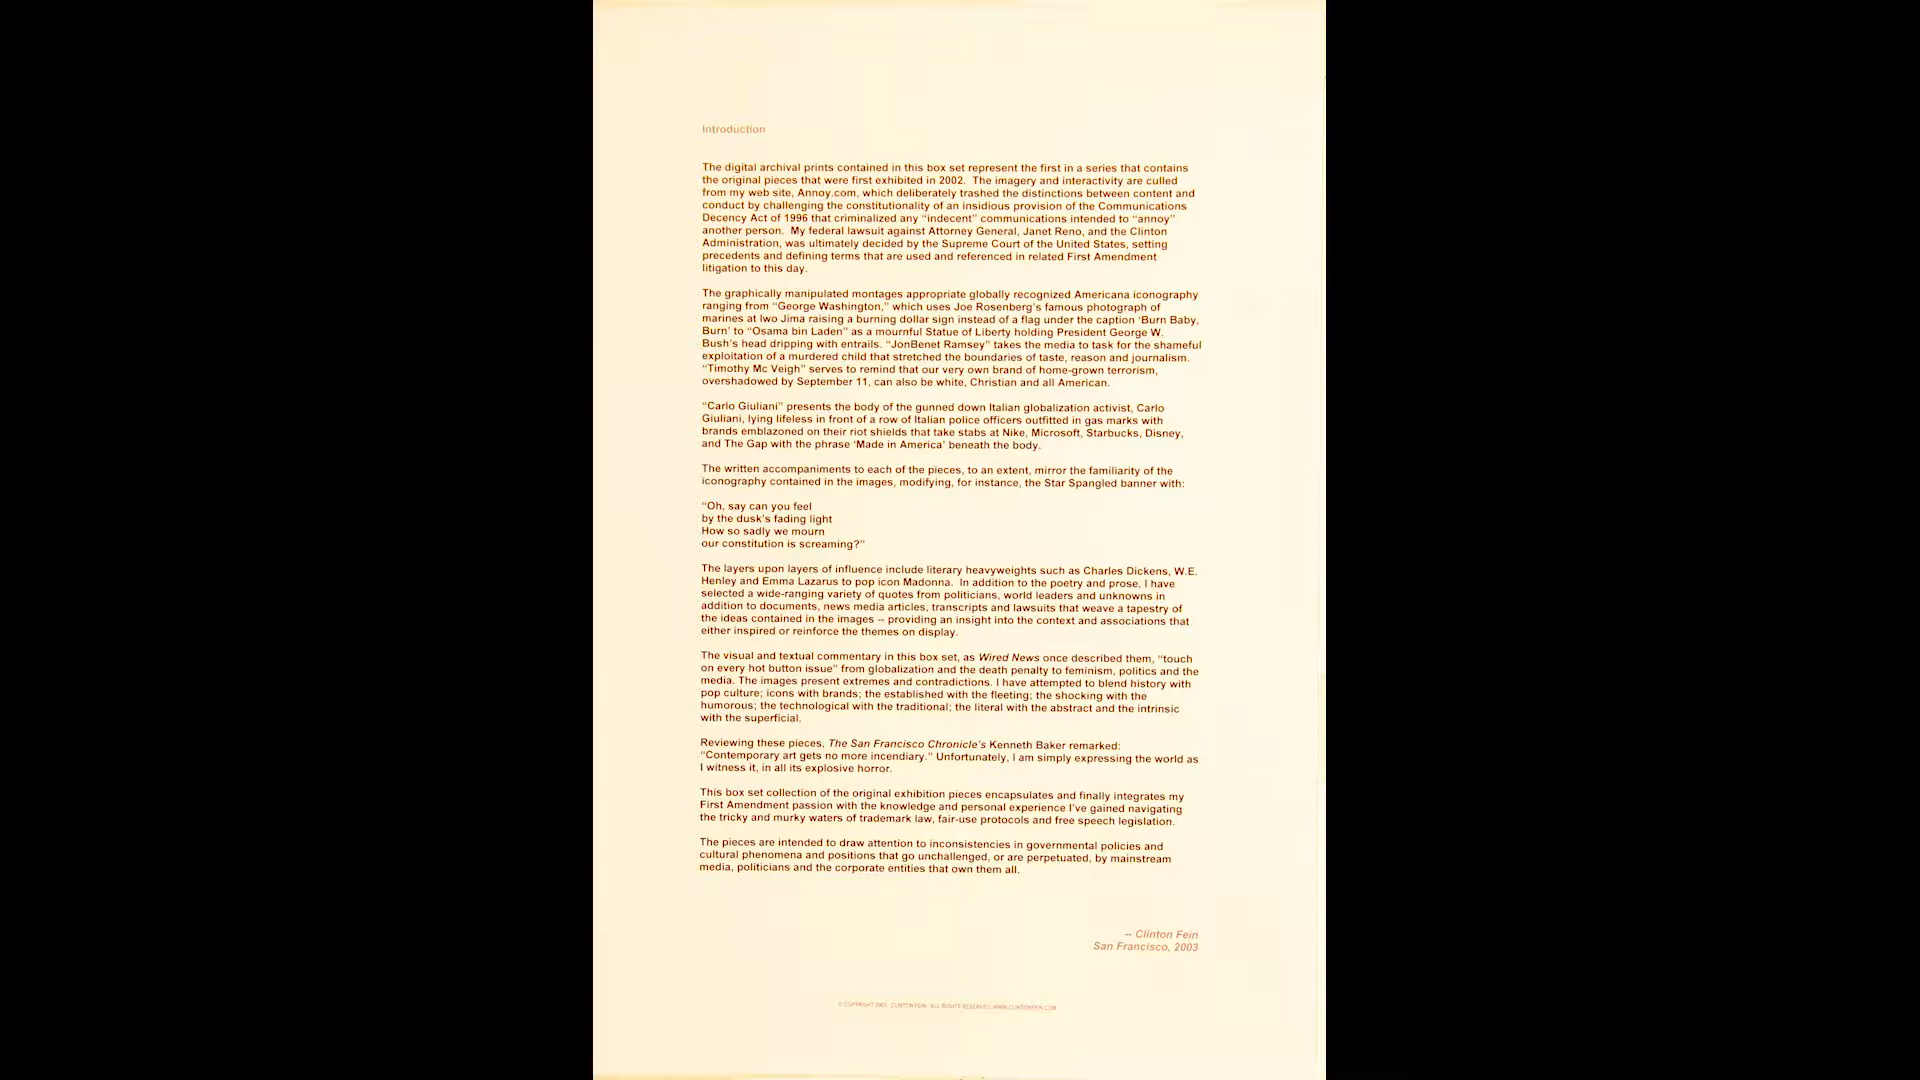 Introduction
The digital archival prints contained in this box set represent the first in a series that contains
the original pieces that were first exhibited in 2002.  The imagery and interactivity are culled
from my web site, Annoy.com, which deliberately trashed the distinctions between content and
conduct by challenging the constitutionality of an insidious provision of the Communications
Decency Act of 1996 that criminalized any “indecent” communications intended to “annoy”
another person.  My federal lawsuit against Attorney General, Janet Reno, and the Clinton
Administration, was ultimately decided by the Supreme Court of the United States, setting
precedents and defining terms that are used and referenced in related First Amendment
litigation to this day.
The graphically manipulated montages appropriate globally recognized Americana iconography
ranging from “George Washington,” which uses Joe Rosenberg’s famous photograph of
marines at Iwo Jima raising a burning dollar sign instead of a flag under the caption ‘Burn Baby,
Burn’ to “Osama bin Laden” as a mournful Statue of Liberty holding President George W.
Bush’s head dripping with entrails. “JonBenet Ramsey” takes the media to task for the shameful
exploitation of a murdered child that stretched the boundaries of taste, reason and journalism.
“Timothy Mc Veigh” serves to remind that our very own brand of home-grown terrorism,
overshadowed by September 11, can also be white, Christian and all American.
“Carlo Giuliani” presents the body of the gunned down Italian globalization activist, Carlo
Giuliani, lying lifeless in front of a row of Italian police officers outfitted in gas marks with
brands emblazoned on their riot shields that take stabs at Nike, Microsoft, Starbucks, Disney,
and The Gap with the phrase ‘Made in America’ beneath the body.
The written accompaniments to each of the pieces, to an extent, mirror the familiarity of the
iconography contained in the images, modifying, for instance, the Star Spangled banner with:
“Oh, say can you feel
by the dusk’s fading light
How so sadly we mourn
our constitution is screaming?”
The layers upon layers of influence include literary heavyweights such as Charles Dickens, W.E.
Henley and Emma Lazarus to pop icon Madonna.  In addition to the poetry and prose, I have
selected a wide-ranging variety of quotes from politicians, world leaders and unknowns in
addition to documents, news media articles, transcripts and lawsuits that weave a tapestry of
the ideas contained in the images -- providing an insight into the context and associations that
either inspired or reinforce the themes on display.
The visual and textual commentary in this box set, as Wired News once described them, “touch
on every hot button issue” from globalization and the death penalty to feminism, politics and the
media. The images present extremes and contradictions. I have attempted to blend history with
pop culture; icons with brands; the established with the fleeting; the shocking with the
humorous; the technological with the traditional; the literal with the abstract and the intrinsic
with the superficial.
Reviewing these pieces, The San Francisco Chronicle’s Kenneth Baker remarked:
“Contemporary art gets no more incendiary.” Unfortunately, I am simply expressing the world as
I witness it, in all its explosive horror.
This box set collection of the original exhibition pieces encapsulates and finally integrates my
First Amendment passion with the knowledge and personal experience I’ve gained navigating
the tricky and murky waters of trademark law, fair-use protocols and free speech legislation.
The pieces are intended to draw attention to inconsistencies in governmental policies and
cultural phenomena and positions that go unchallenged, or are perpetuated, by mainstream
media, politicians and the corporate entities that own them all.
-- Clinton Fein
San Francisco, 2003
© COPYRIGHT 2003 CLINTON FEIN ALL RIGHTS RESERVED WWW.CLINTONFEIN.COM